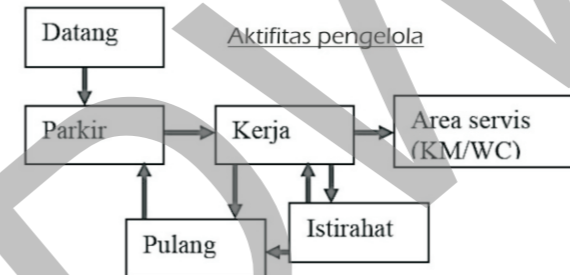 Datang
Aktifitas pengelola
Parkir
Kerja
Area servis
(KM/WC)
Istirahat
Pulang